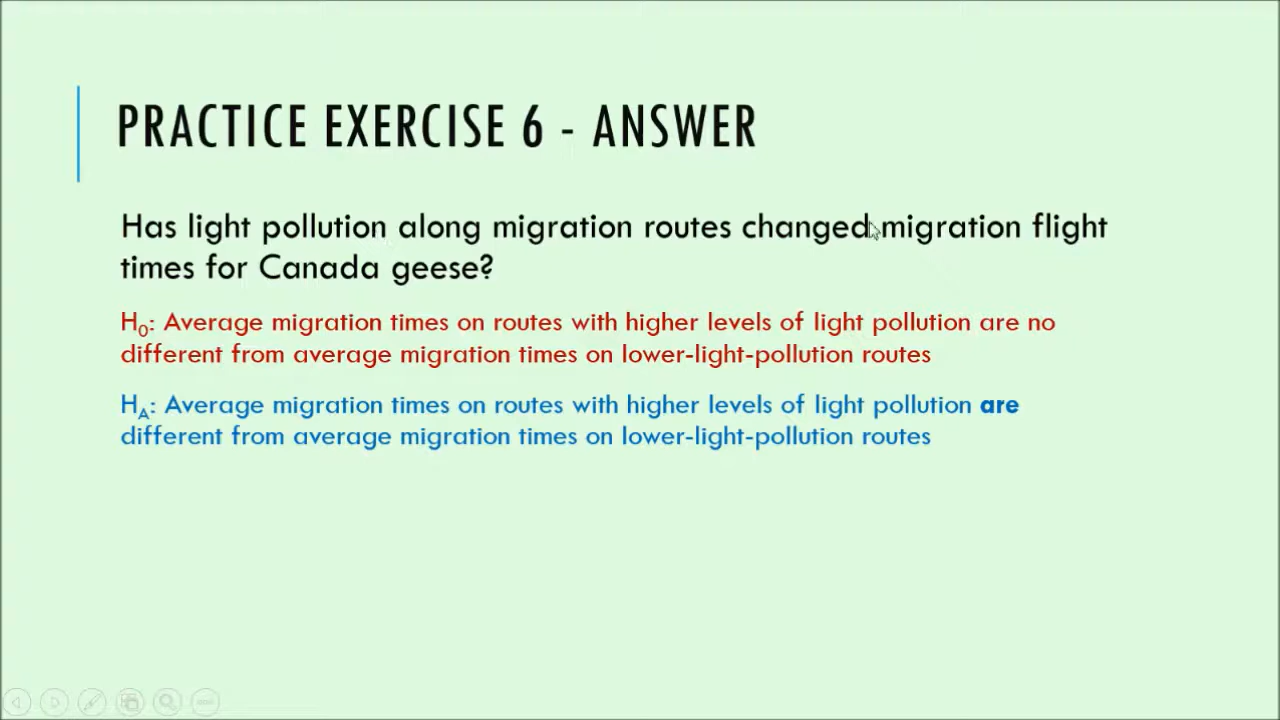 PRACTICE EXERCISE 6 - ANSWER
Has light pollution along migration routes changed migration flight
times for Canada geese?
H0: Average migration times on routes with higher levels of light pollution are no
different from average migration times on lower-light-pollution routes
HA: Average migration times on routes with higher levels of light pollution are
different from average migration times on lower-light-pollution routes